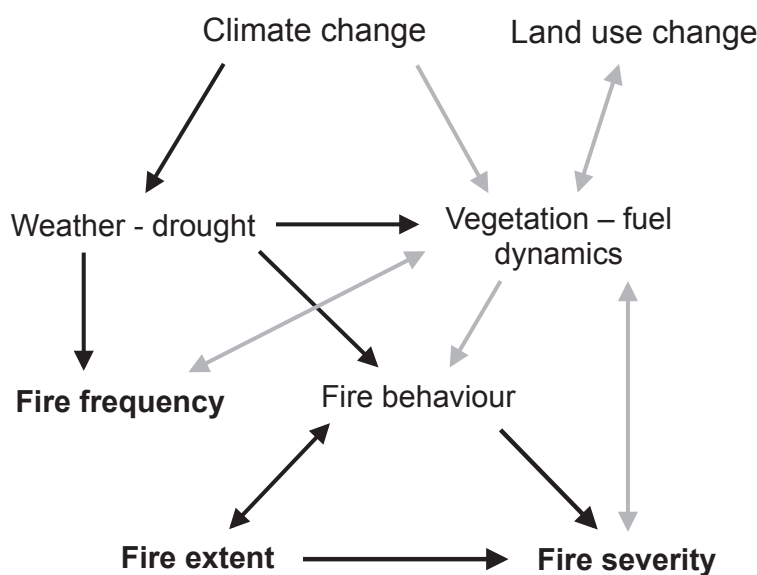 Climate change
Land use change
Weather - drought
Vegetation – fuel
dynamics
Fire frequency
Fire behaviour
Fire extent
Fire severity